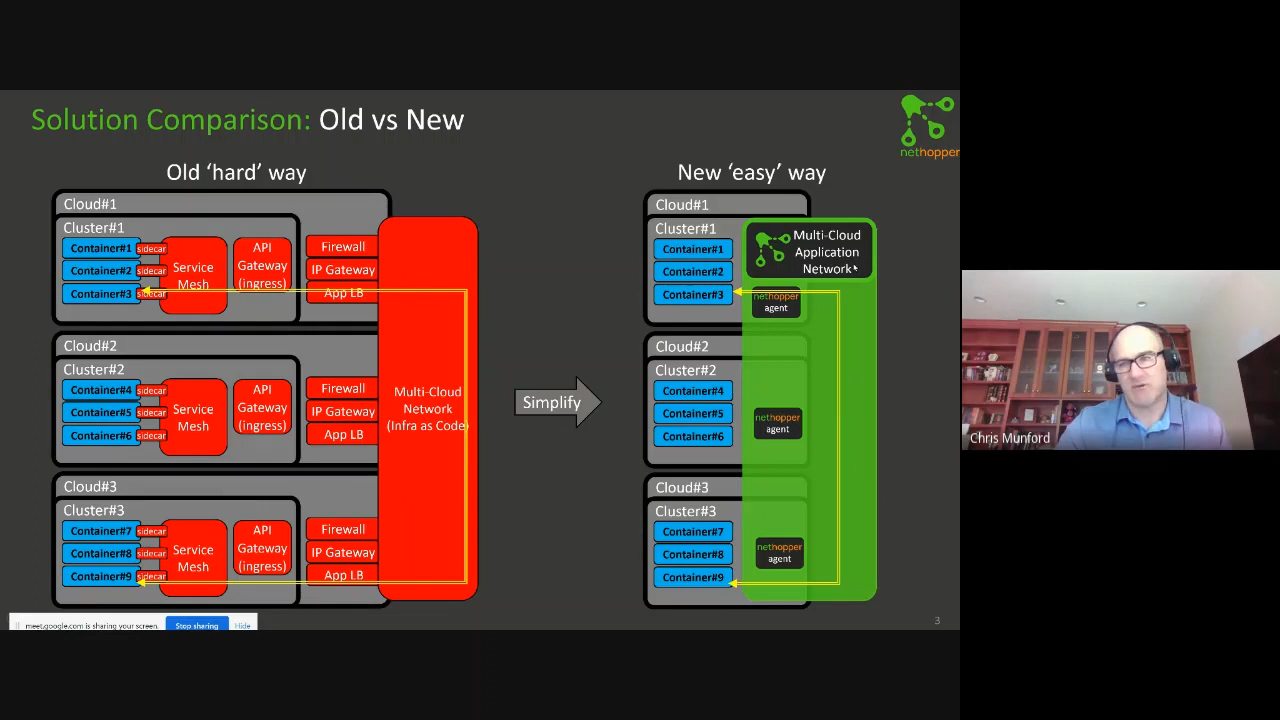 Solution Comparison: Old vs New
nethopper
Old 'hard' way
Cloud#1
Cluster#1
Container#1
sidecar
Container#2
sidecar
Container#3
sidecar
Service
Mesh
API
Gateway
(ingress)
Firewall
IP Gateway
App LB
Cloud#2
Cluster#2
Container#4
sidecar
Container#5
sidecar
Container#6
sidecar
Service
Mesh
API
Gateway
(ingress)
Firewall
IP Gateway
App LB
Cloud#3
Cluster#3
Container#7
sidecar
Container#8
sidecar
Container#9
sidecar
Service
Mesh
API
Gateway
(ingress)
Firewall
IP Gateway
App LB
Multi-Cloud
Network
(Infra as Code)
Simplify
New 'easy' way
Cloud#1
Cluster#1
Container#1
Container#2
Container#3
Multi-Cloud
Application
Network
nethopper
agent
Cloud#2
Cluster#2
Container#4
Container#5
Container#6
nethopper
agent
Cloud#3
Cluster#3
Container#7
Container#8
Container#9
nethopper
agent
Chris Munford
meet.google.com is sharing your screen.
Stop sharing
Hide
3